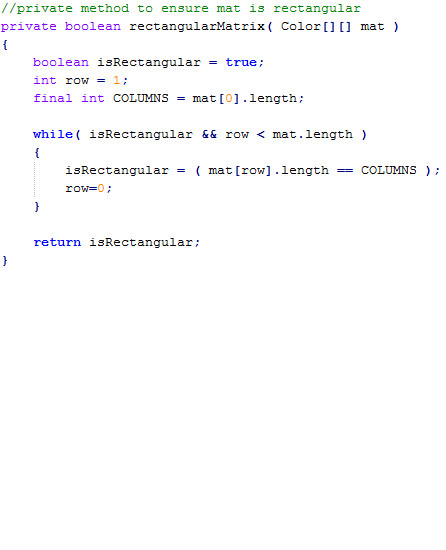 //private method to ensure mat is rectangular
private boolean rectangularMatrix( Color[][] mat )
{
boolean isRectangular = true;
int row = 1;
final int COLUMNS = mat[0].length;
while( isRectangular && row < mat.length )
{
isRectangular = ( mat[row].length == COLUMNS );
row=0;
}
return isRectangular;
}